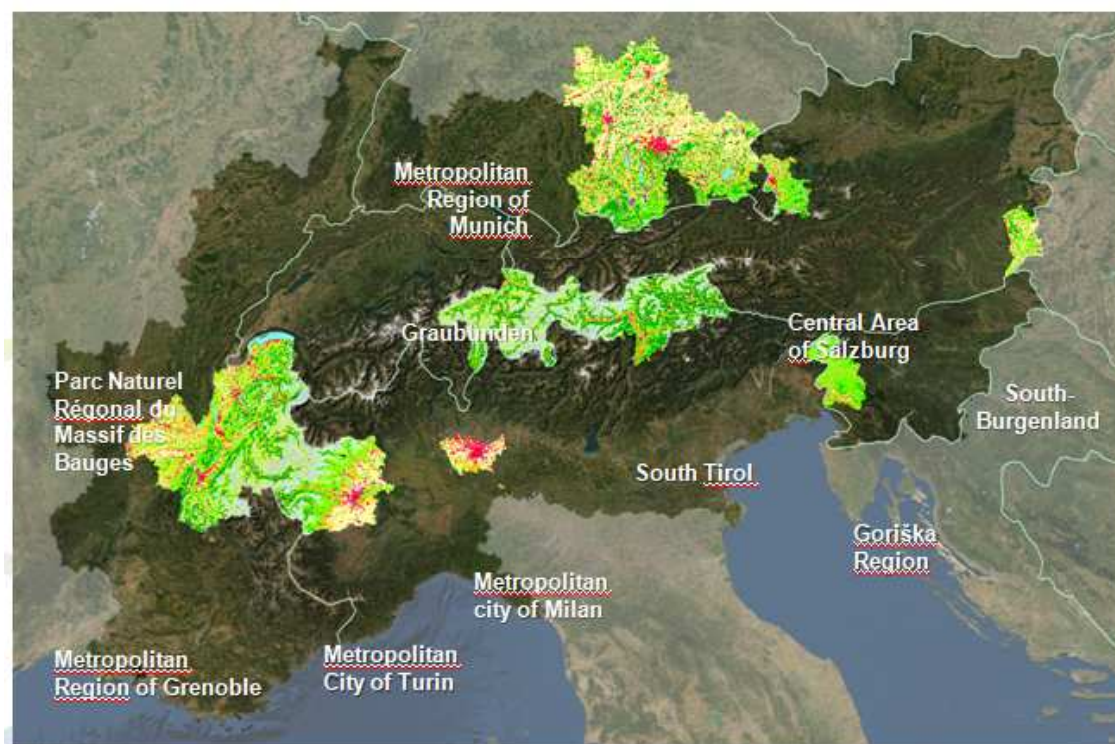 Metropolitan
Region of
Munich
Graubunden
Central Area
of Salzburg
Parc Naturel
Régonal du
Massif des
Bauges
South-
Burgenland
South Tirol
Goriška
Region
Metropolitan
city of Milan
Metropolitan
Region of Grenoble
Metropolitan
City of Turin